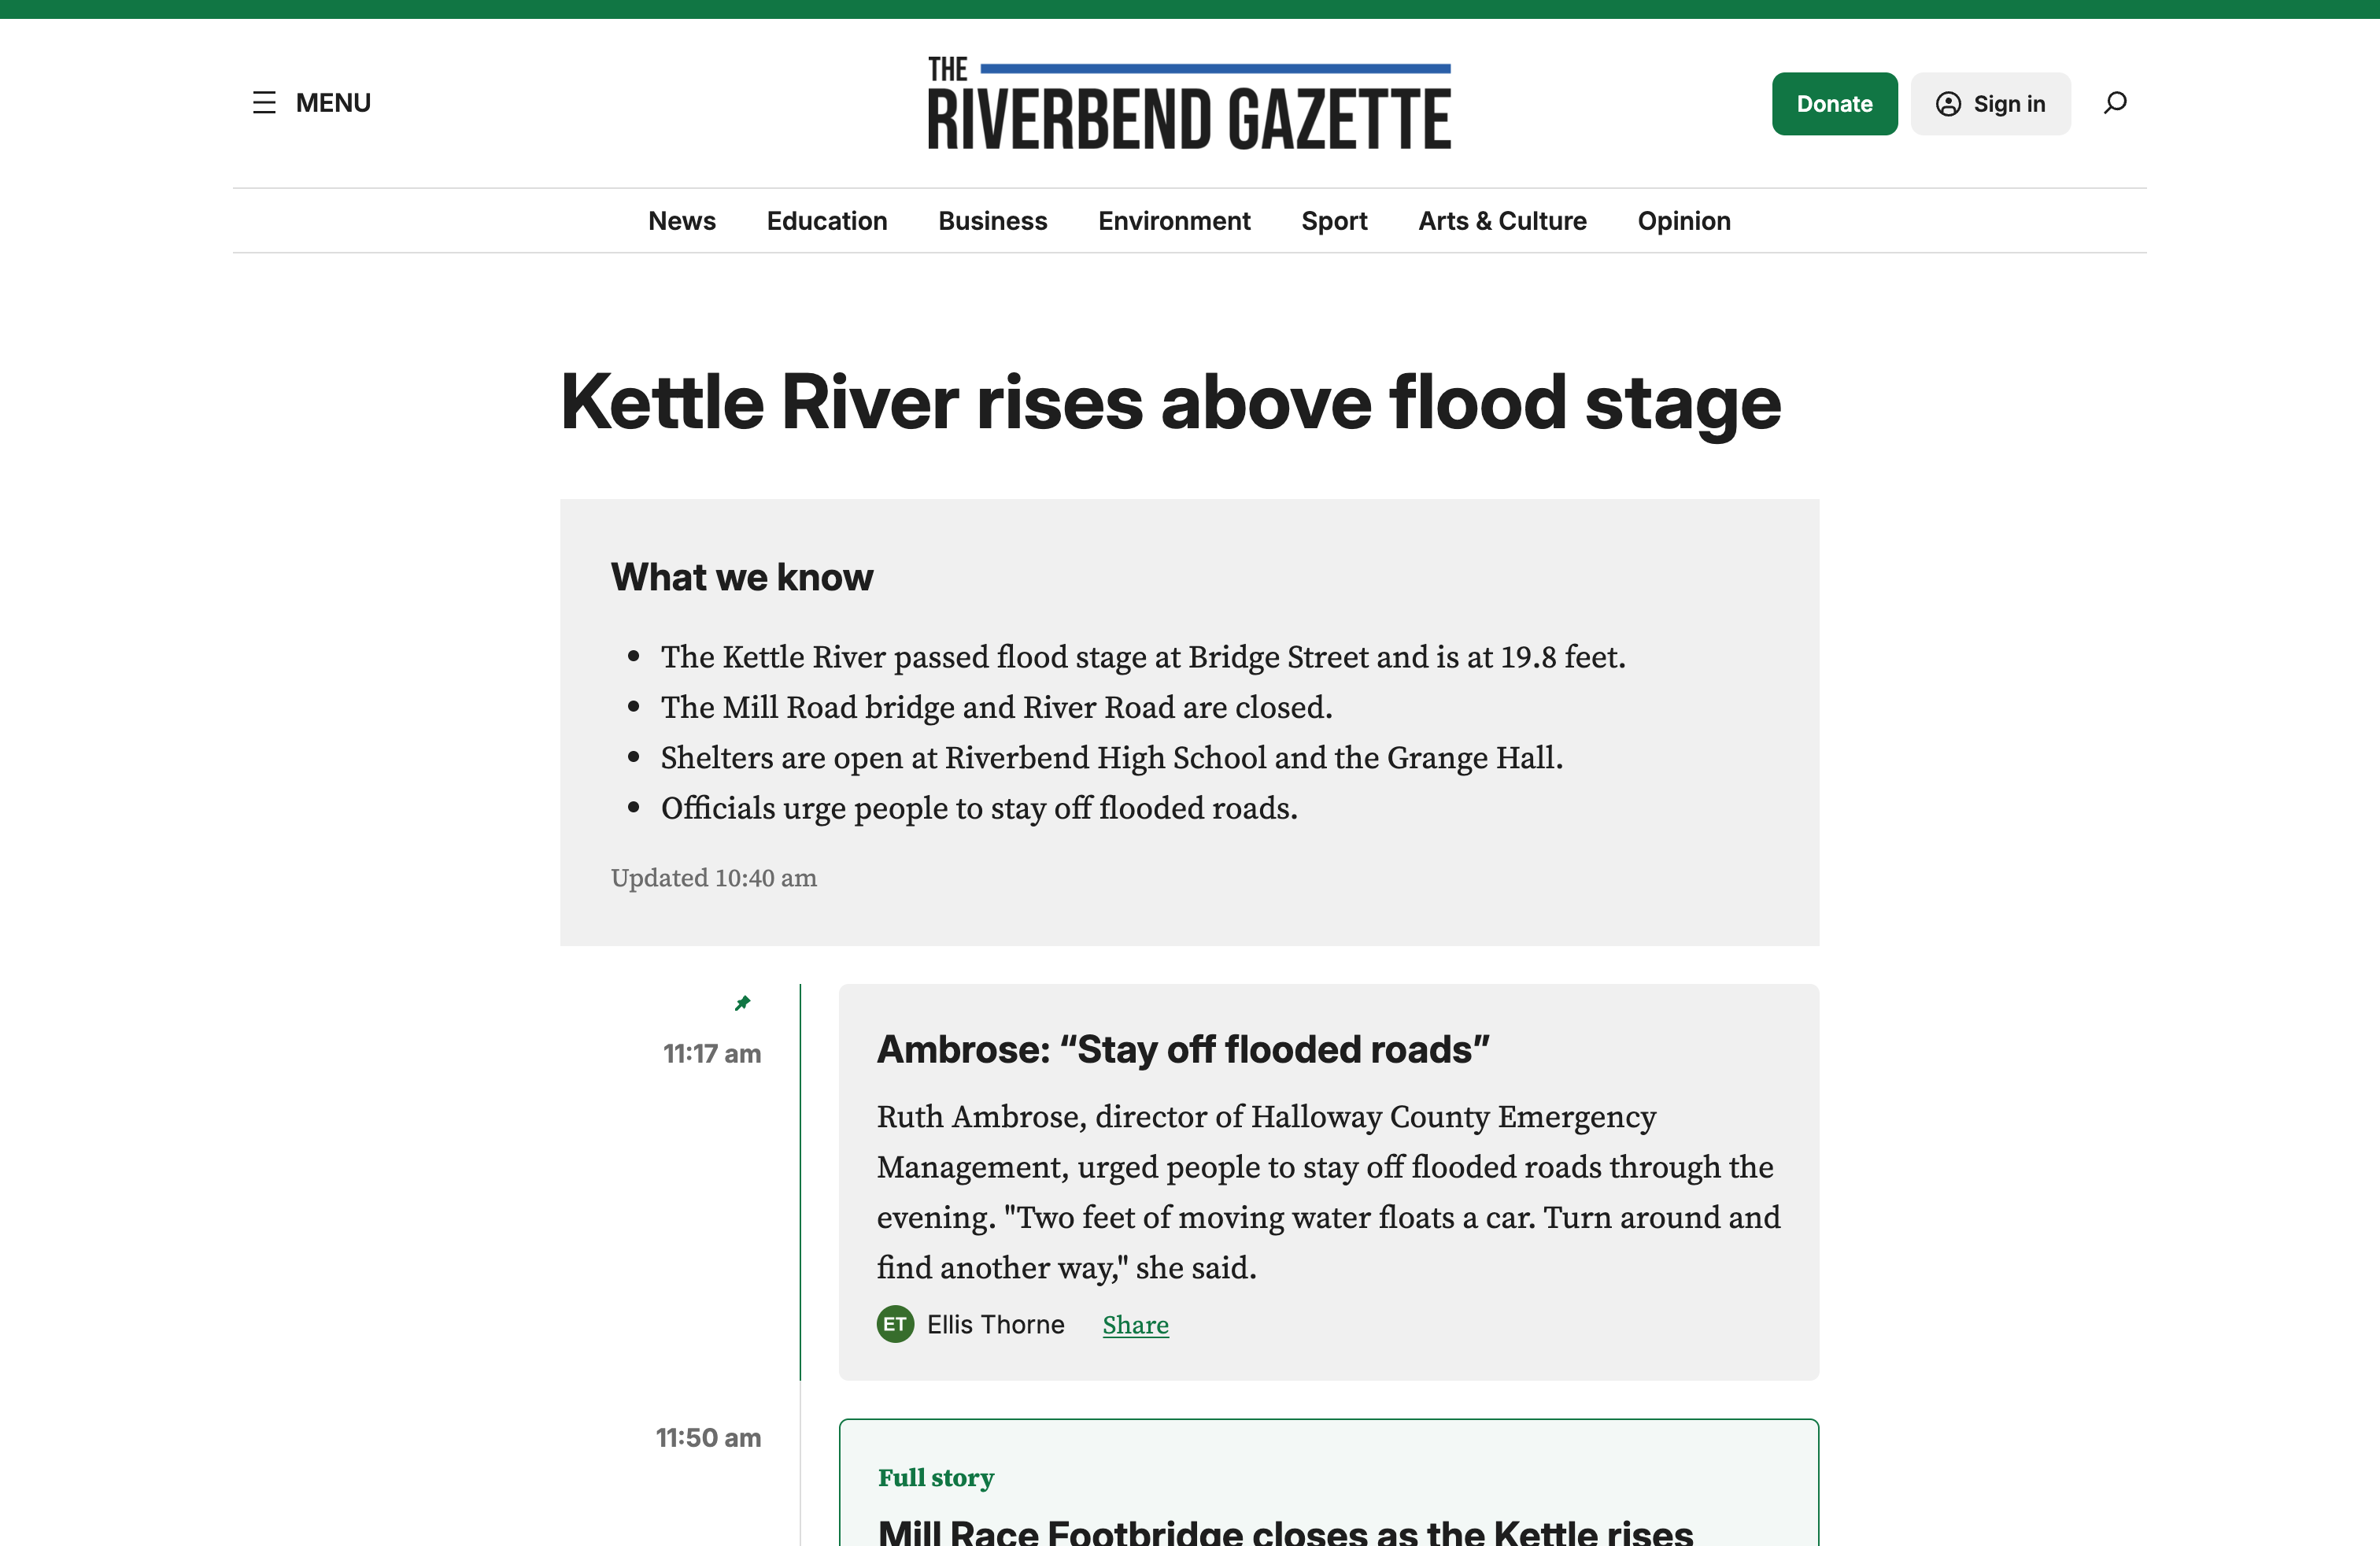 MENU
THE
RIVERBEND GAZETTE
Donate
Sign in
News
Education
Business
Environment
Sport
Arts & Culture
Opinion
Kettle River rises above flood stage
What we know
• The Kettle River passed flood stage at Bridge Street and is at 19.8 feet.
• The Mill Road bridge and River Road are closed.
• Shelters are open at Riverbend High School and the Grange Hall.
• Officials urge people to stay off flooded roads.
Updated 10:40 am
11:17 am
Ambrose: “Stay off flooded roads”
Ruth Ambrose, director of Halloway County Emergency
Management, urged people to stay off flooded roads through the
evening. "Two feet of moving water floats a car. Turn around and
find another way," she said.
ET
Ellis Thorne
Share
11:50 am
Full story
Mill Race Footbridge closes as the Kettle rises